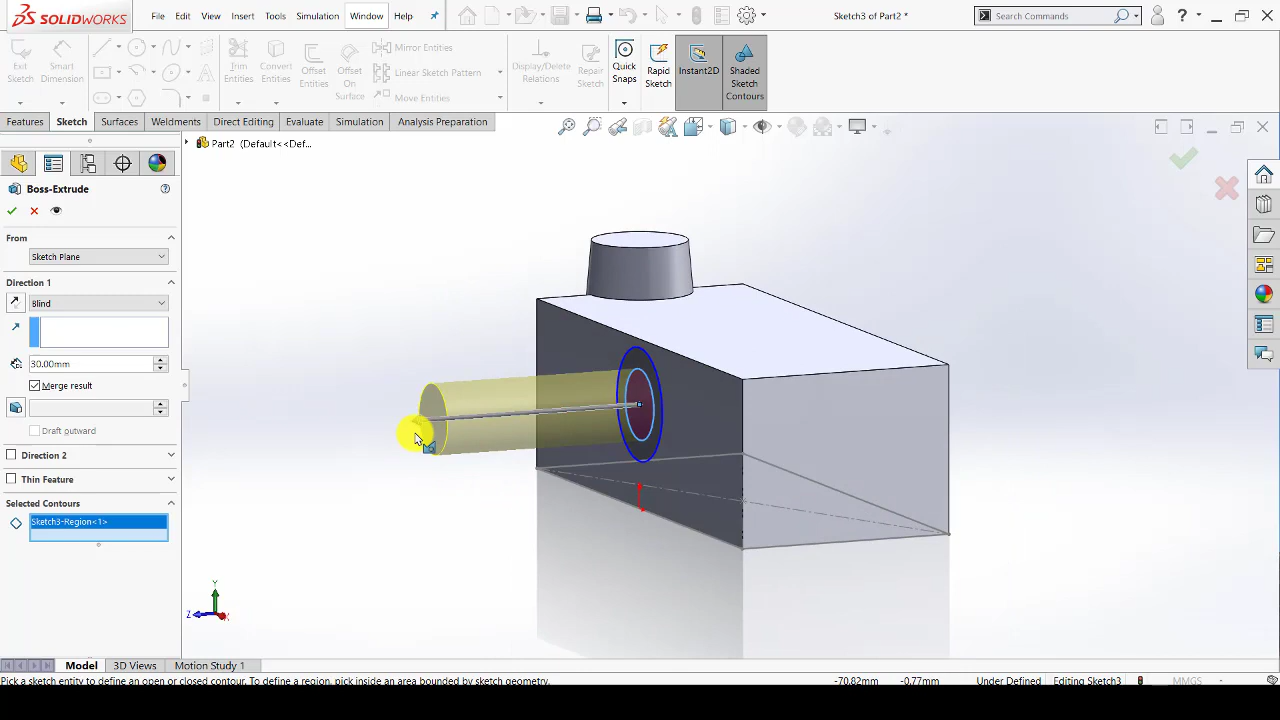 SOLIDWORKS File Edit View Insert Tools Simulation Window Help Sketch3 of Part2 * Search Commands ?
Exit Sketch
Smart Dimension
Trim Entities
Convert Entities
Offset Entities
Offset On Surface
Mirror Entities
Linear Sketch Pattern
Move Entities
Display/Delete Relations
Repair Sketch
Quick Snaps
Rapid Sketch
Instant2D
Shaded Sketch Contours
Features Sketch Surfaces Weldments Direct Editing Evaluate Simulation Analysis Preparation
Part2 (Default<<Def...
Boss-Extrude
From
Sketch Plane
Direction 1
Blind
30.00mm
Merge result
Draft outward
Direction 2
Thin Feature
Selected Contours
Sketch3-Region<1>
Y
Z
X
Model 3D Views Motion Study 1
Pick a sketch entity to define an open or closed contour. To define a region, pick inside an area bounded by sketch geometry. -70.82mm -0.77mm Under Defined Editing Sketch3 MMGS